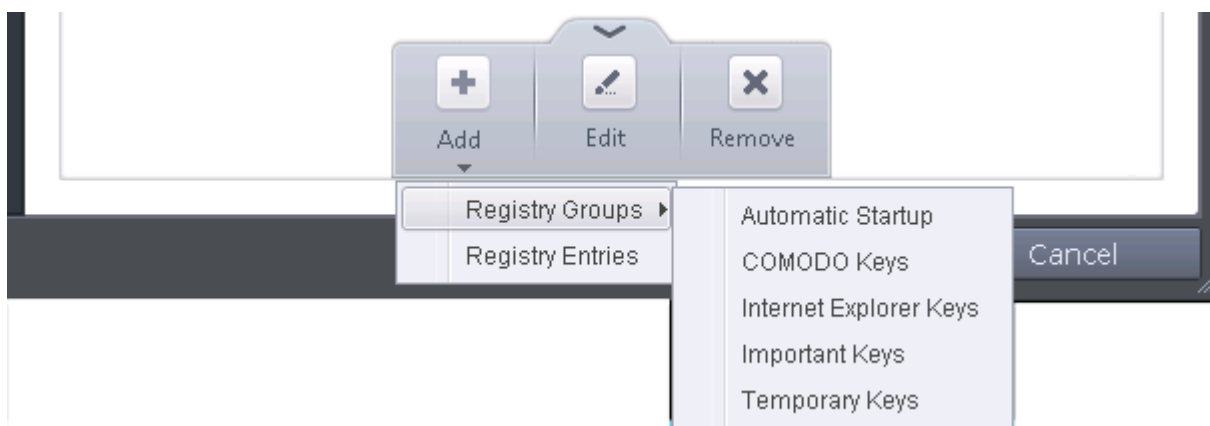 Add Edit Remove
Registry Groups
Registry Entries
Automatic Startup
COMODO Keys
Internet Explorer Keys
Important Keys
Temporary Keys
Cancel